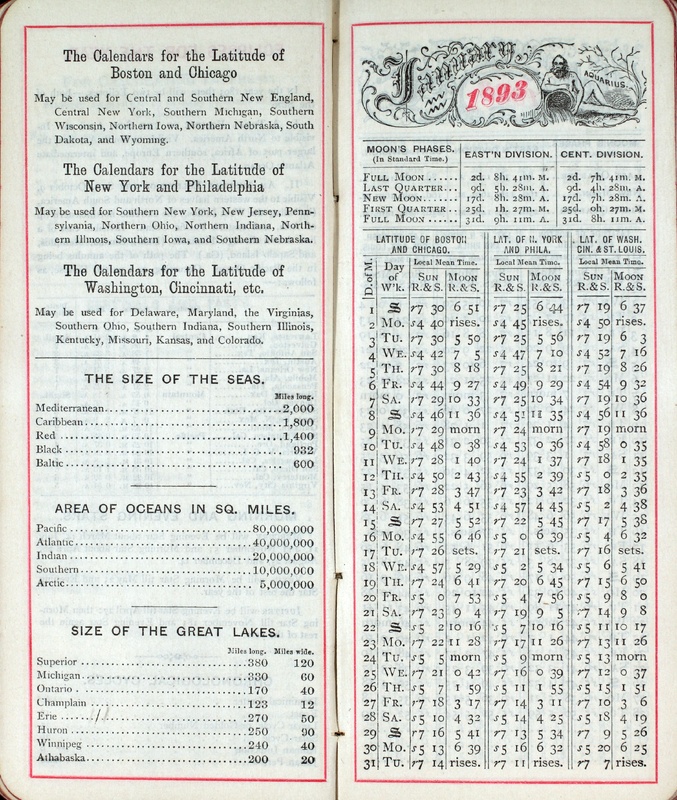 The Calendars for the Latitude of
Boston and Chicago
May be used for Central and Southern New England,
Central New York, Southern Michigan, Southern
Wisconsin, Northern Iowa, Northern Nebraska, South
Dakota, and Wyoming.
The Calendars for the Latitude of
New York and Philadelphia
May be used for Southern New York, New Jersey, Penn-
sylvania, Northern Ohio, Northern Indiana, North-
ern Illinois, Southern Iowa, and Southern Nebraska.
The Calendars for the Latitude of
Washington, Cincinnati, etc.
May be used for Delaware, Maryland, the Virginias,
Southern Ohio, Southern Indiana, Southern Illinois,
Kentucky, Missouri, Kansas, and Colorado.
THE SIZE OF THE SEAS.
Miles long.
Mediterranean 2,000
Caribbean 1,800
Red 1,400
Black 932
Baltic 600
AREA OF OCEANS IN SQ. MILES.
Pacific 80,000,000
Atlantic 40,000,000
Indian 20,000,000
Southern 10,000,000
Arctic 5,000,000
SIZE OF THE GREAT LAKES.
Miles long. Miles wide.
Superior 380 120
Michigan 330 60
Ontario 170 40
Champlain 123 12
Erie 270 50
Huron 250 90
Winnipeg 240 40
Athabaska 200 20
January
AQUARIUS.
1893
MOON'S PHASES. (In Standard Time.) EAST'N DIVISION. CENT. DIVISION.
FULL MOON 2d. 8h. 41m. M. 2d. 7h. 41m. M.
LAST QUARTER 9d. 5h. 28m. A. 9d. 4h. 28m. A.
NEW MOON 17d. 8h. 28m. A. 17d. 7h. 28m. A.
FIRST QUARTER 25d. 1h. 27m. M. 25d. 0h. 27m. M.
FULL MOON 31d. 9h. 11m. A. 31d. 8h. 11m. A.
LATITUDE OF BOSTON AND CHICAGO. LAT. OF N. YORK AND PHILA. LAT. OF WASH. CIN. & ST. LOUIS.
Local Mean Time. Local Mean Time. Local Mean Time.
D. of M. Day of W'k. SUN R.&S. MOON R.&S. SUN R.&S. MOON R.&S. SUN R.&S. MOON R.&S.
1 S r7 30 6 51 r7 25 6 44 r7 19 6 37
2 Mo. s4 40 rises. s4 45 rises. s4 50 rises.
3 Tu. r7 30 5 50 r7 25 5 56 r7 19 6 3
4 We. s4 42 7 5 s4 47 7 10 s4 52 7 16
5 Th. r7 30 8 18 r7 25 8 21 r7 19 8 26
6 Fr. s4 44 9 27 s4 49 9 29 s4 54 9 32
7 Sa. r7 29 10 33 r7 25 10 34 r7 19 10 36
8 S s4 46 11 36 s4 51 11 35 s4 56 11 36
9 Mo. r7 29 morn r7 24 morn r7 19 morn
10 Tu. s4 48 0 38 s4 53 0 36 s4 58 0 35
11 We. r7 28 1 40 r7 24 1 37 r7 18 1 35
12 Th. s4 50 2 43 s4 55 2 39 s5 0 2 35
13 Fr. r7 28 3 47 r7 23 3 42 r7 18 3 36
14 Sa. s4 53 4 51 s4 57 4 45 s5 2 4 38
15 S r7 27 5 52 r7 22 5 45 r7 17 5 38
16 Mo. s4 55 6 46 s5 0 6 39 s5 4 6 32
17 Tu. r7 26 sets. r7 21 sets. r7 16 sets.
18 We. s4 57 5 29 s5 2 5 34 s5 6 5 41
19 Th. r7 24 6 41 r7 20 6 45 r7 15 6 50
20 Fr. s5 0 7 53 s5 4 7 56 s5 9 8 0
21 Sa. r7 23 9 4 r7 19 9 5 r7 14 9 8
22 S s5 2 10 16 s5 7 10 16 s5 11 10 17
23 Mo. r7 22 11 28 r7 17 11 26 r7 13 11 26
24 Tu. s5 5 morn s5 9 morn s5 13 morn
25 We. r7 21 0 42 r7 16 0 39 r7 12 0 37
26 Th. s5 7 1 59 s5 11 1 55 s5 15 1 51
27 Fr. r7 18 3 17 r7 14 3 11 r7 10 3 6
28 Sa. s5 10 4 32 s5 14 4 25 s5 18 4 19
29 S r7 16 5 41 r7 13 5 34 r7 9 5 26
30 Mo. s5 13 6 39 s5 16 6 32 s5 20 6 25
31 Tu. r7 14 rises. r7 11 rises. r7 7 rises.